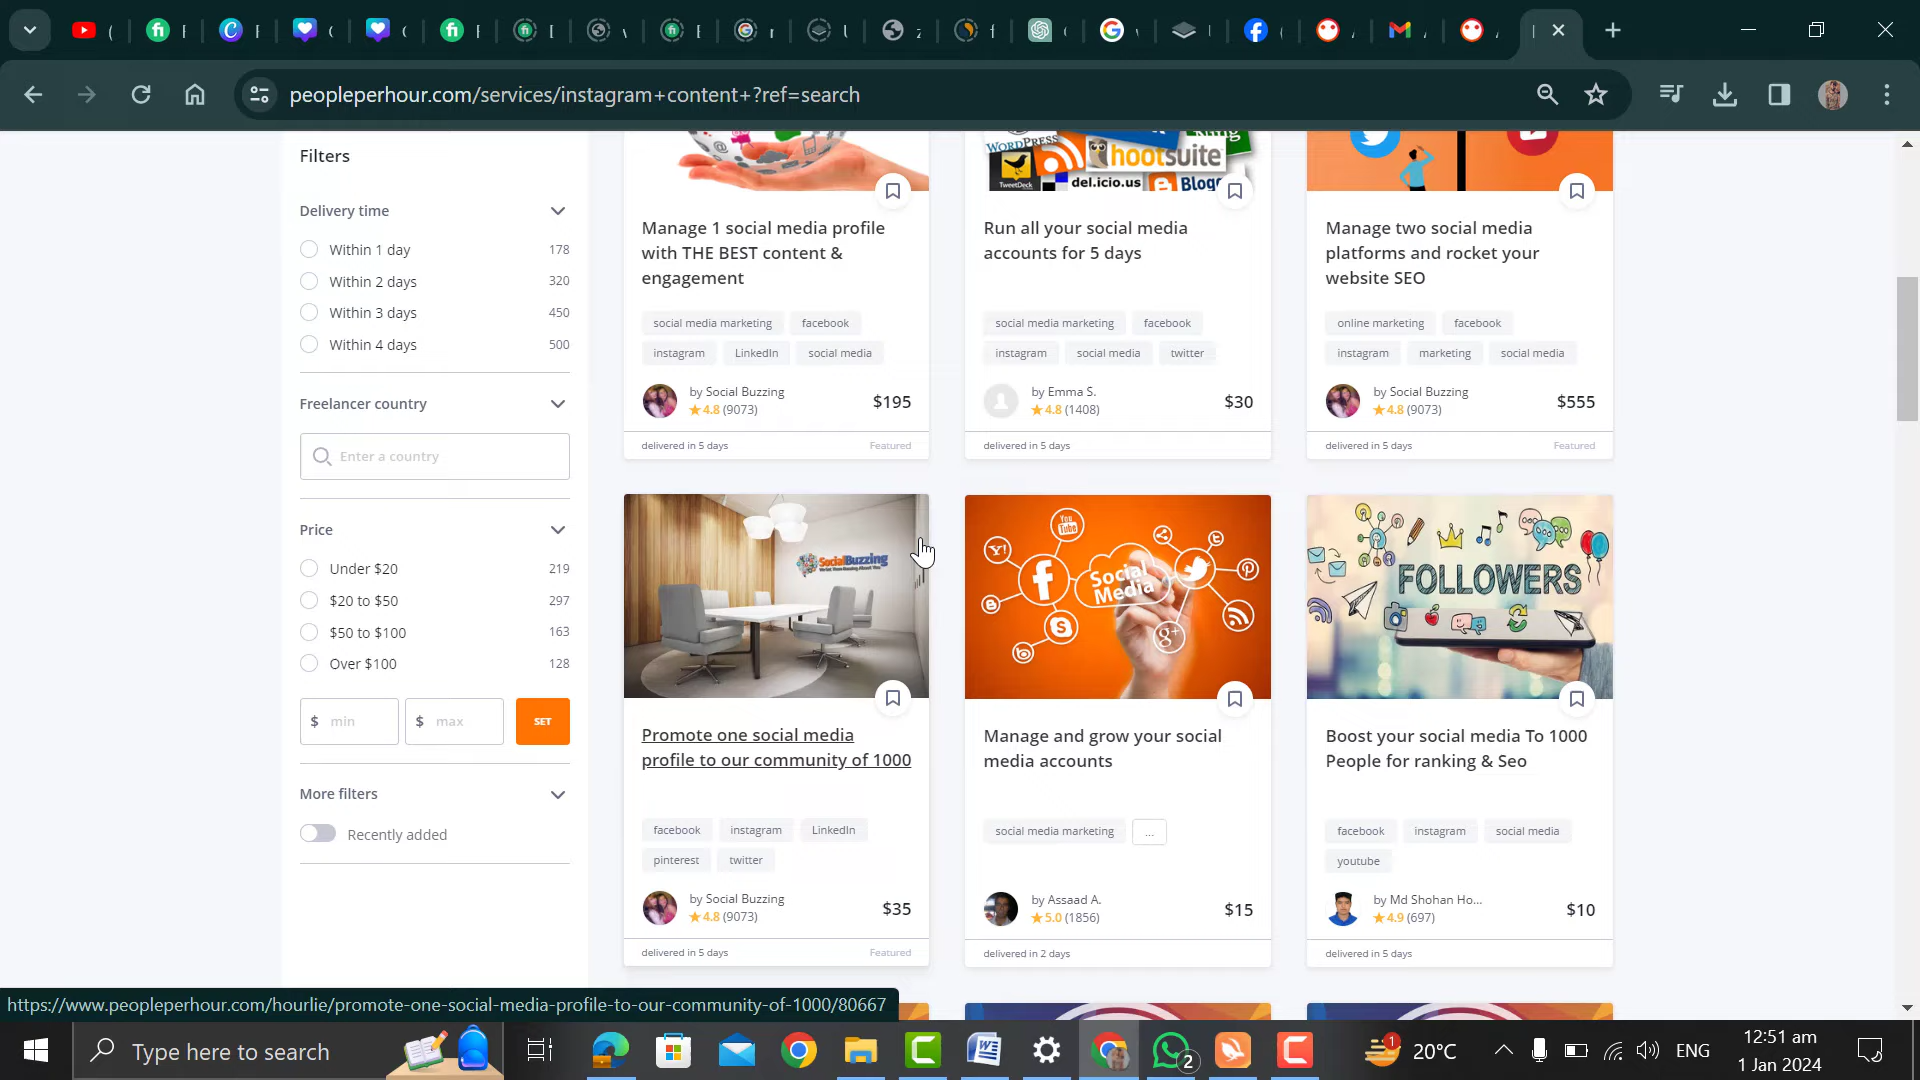 peopleperhour.com/services/instagram+content+?ref=search
Filters
Delivery time
Within 1 day 178
Within 2 days 320
Within 3 days 450
Within 4 days 500
Freelancer country
Enter a country
Price
Under $20 219
$20 to $50 297
$50 to $100 163
Over $100 128
$ min $ max SET
More filters
Recently added
Manage 1 social media profile
with THE BEST content &
engagement
social media marketing facebook
instagram LinkedIn social media
by Social Buzzing
4.8 (9073) $195
delivered in 5 days Featured
WORDPRESS
hootsuite
TweetDeck del.icio.us
Run all your social media
accounts for 5 days
social media marketing facebook
instagram social media twitter
by Emma S.
4.8 (1408) $30
delivered in 5 days
Manage two social media
platforms and rocket your
website SEO
online marketing facebook
instagram marketing social media
by Social Buzzing
4.8 (9073) $555
delivered in 5 days Featured
SocialBuzzing
Promote one social media
profile to our community of 1000
facebook instagram LinkedIn
pinterest twitter
by Social Buzzing
4.8 (9073) $35
delivered in 5 days Featured
You
Tube
Social
Media
Manage and grow your social
media accounts
social media marketing ...
by Assaad A.
5.0 (1856) $15
delivered in 2 days
FOLLOWERS
Boost your social media To 1000
People for ranking & Seo
facebook instagram social media
youtube
by Md Shohan Ho...
4.9 (697) $10
delivered in 5 days
https://www.peopleperhour.com/hourlie/promote-one-social-media-profile-to-our-community-of-1000/80667
Type here to search
2
1
20°C
ENG
12:51 am
1 Jan 2024